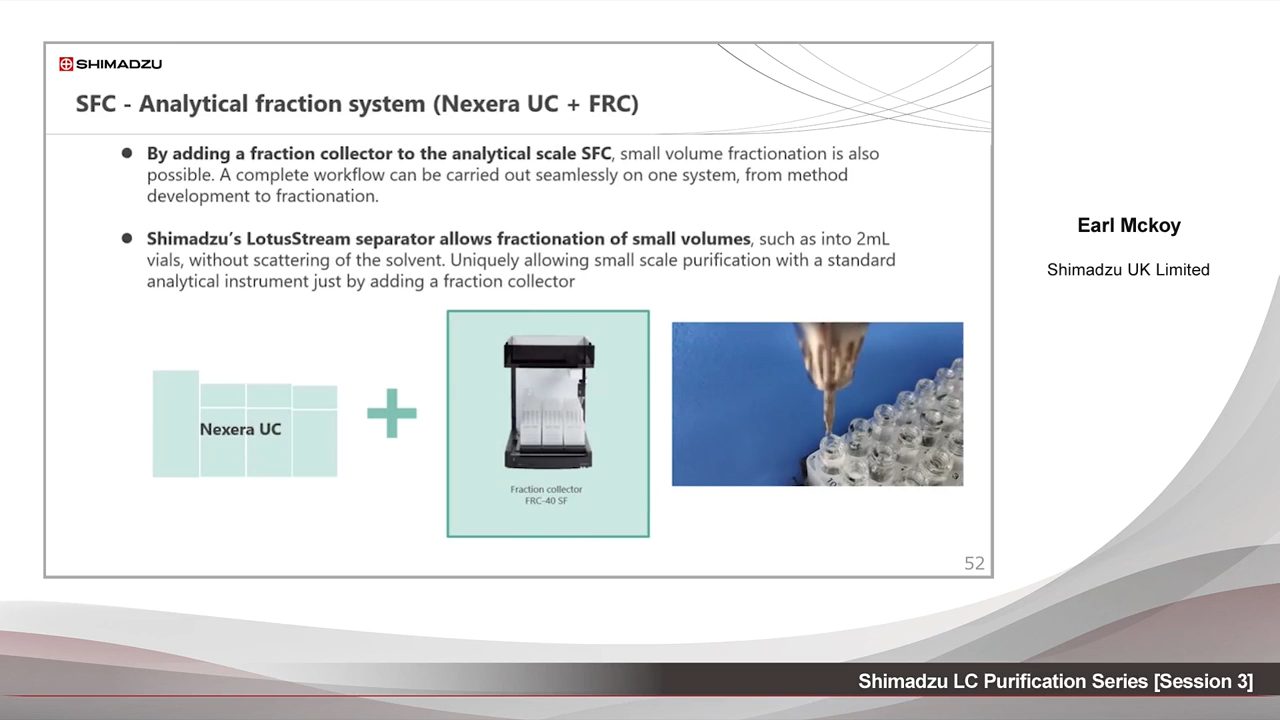 SHIMADZU
SFC - Analytical fraction system (Nexera UC + FRC)
● By adding a fraction collector to the analytical scale SFC, small volume fractionation is also
possible. A complete workflow can be carried out seamlessly on one system, from method
development to fractionation.
● Shimadzu's LotusStream separator allows fractionation of small volumes, such as into 2mL
vials, without scattering of the solvent. Uniquely allowing small scale purification with a standard
analytical instrument just by adding a fraction collector
Nexera UC
+
Fraction collector
FRC-40 SF
52
Earl Mckoy
Shimadzu UK Limited
Shimadzu LC Purification Series [Session 3]